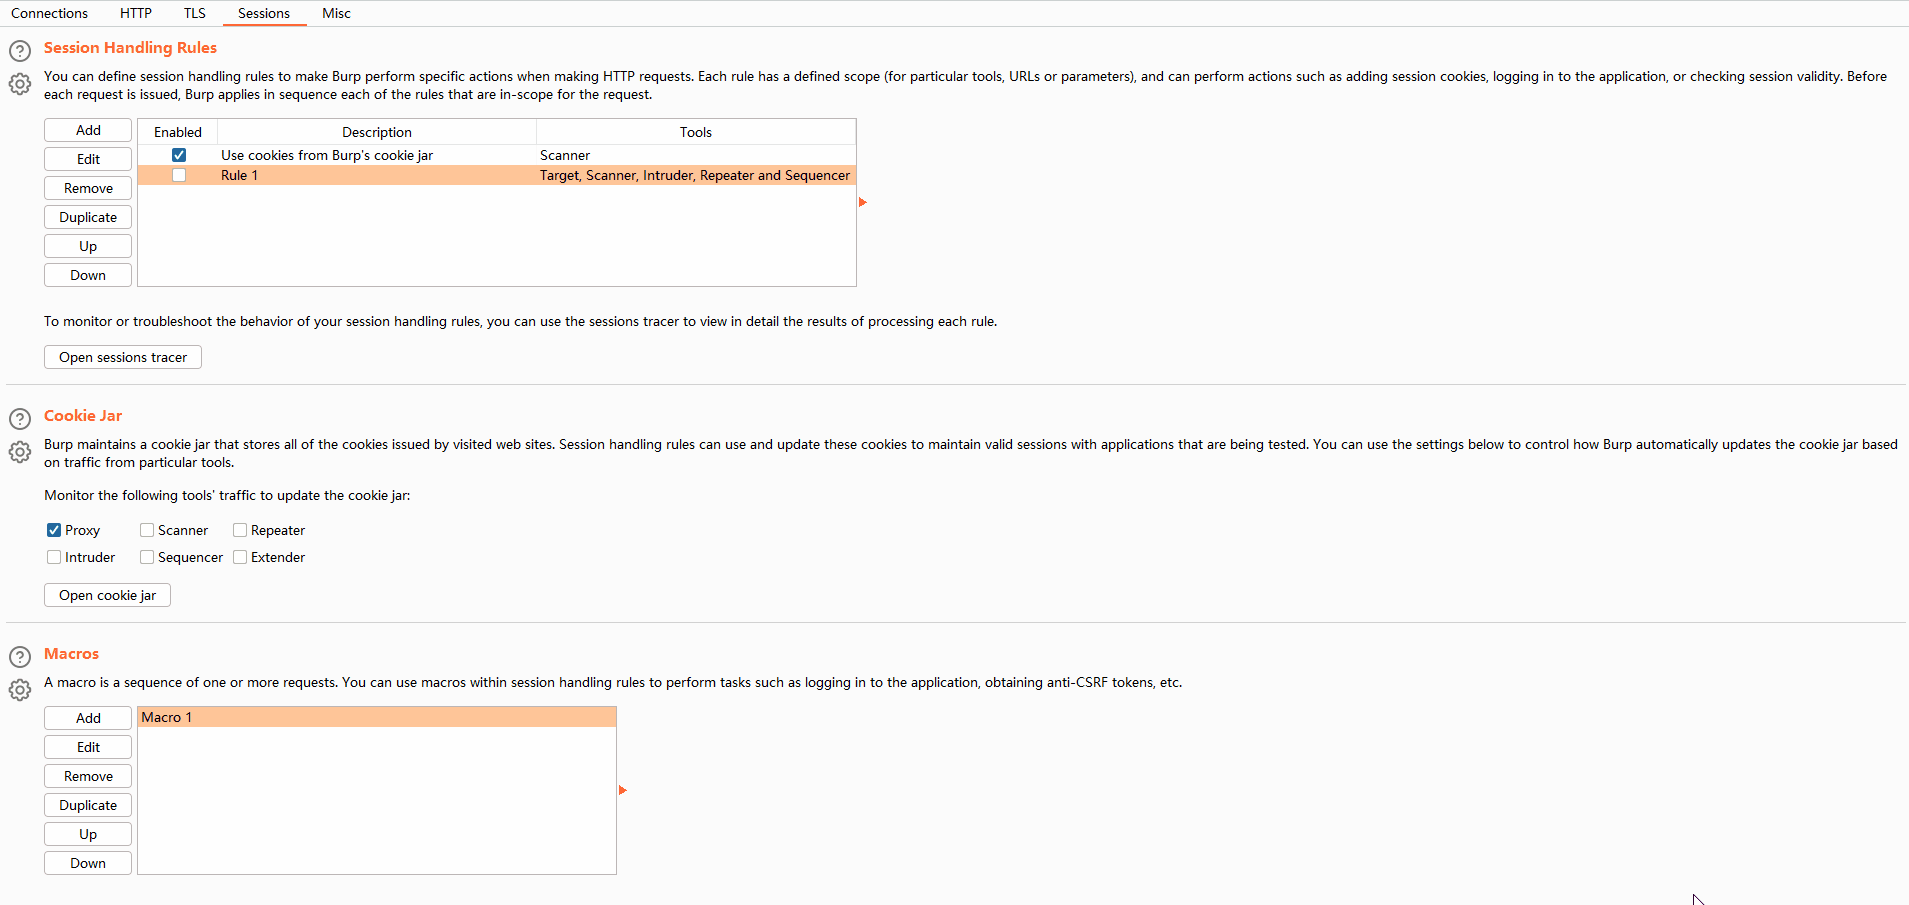 Connections HTTP TLS Sessions Misc
Session Handling Rules
You can define session handling rules to make Burp perform specific actions when making HTTP requests. Each rule has a defined scope (for particular tools, URLs or parameters), and can perform actions such as adding session cookies, logging in to the application, or checking session validity. Before
each request is issued, Burp applies in sequence each of the rules that are in-scope for the request.
Add
Edit
Remove
Duplicate
Up
Down
Enabled Description Tools
Use cookies from Burp's cookie jar Scanner
Rule 1 Target, Scanner, Intruder, Repeater and Sequencer
To monitor or troubleshoot the behavior of your session handling rules, you can use the sessions tracer to view in detail the results of processing each rule.
Open sessions tracer
Cookie Jar
Burp maintains a cookie jar that stores all of the cookies issued by visited web sites. Session handling rules can use and update these cookies to maintain valid sessions with applications that are being tested. You can use the settings below to control how Burp automatically updates the cookie jar based
on traffic from particular tools.
Monitor the following tools' traffic to update the cookie jar:
Proxy Scanner Repeater
Intruder Sequencer Extender
Open cookie jar
Macros
A macro is a sequence of one or more requests. You can use macros within session handling rules to perform tasks such as logging in to the application, obtaining anti-CSRF tokens, etc.
Add
Edit
Remove
Duplicate
Up
Down
Macro 1